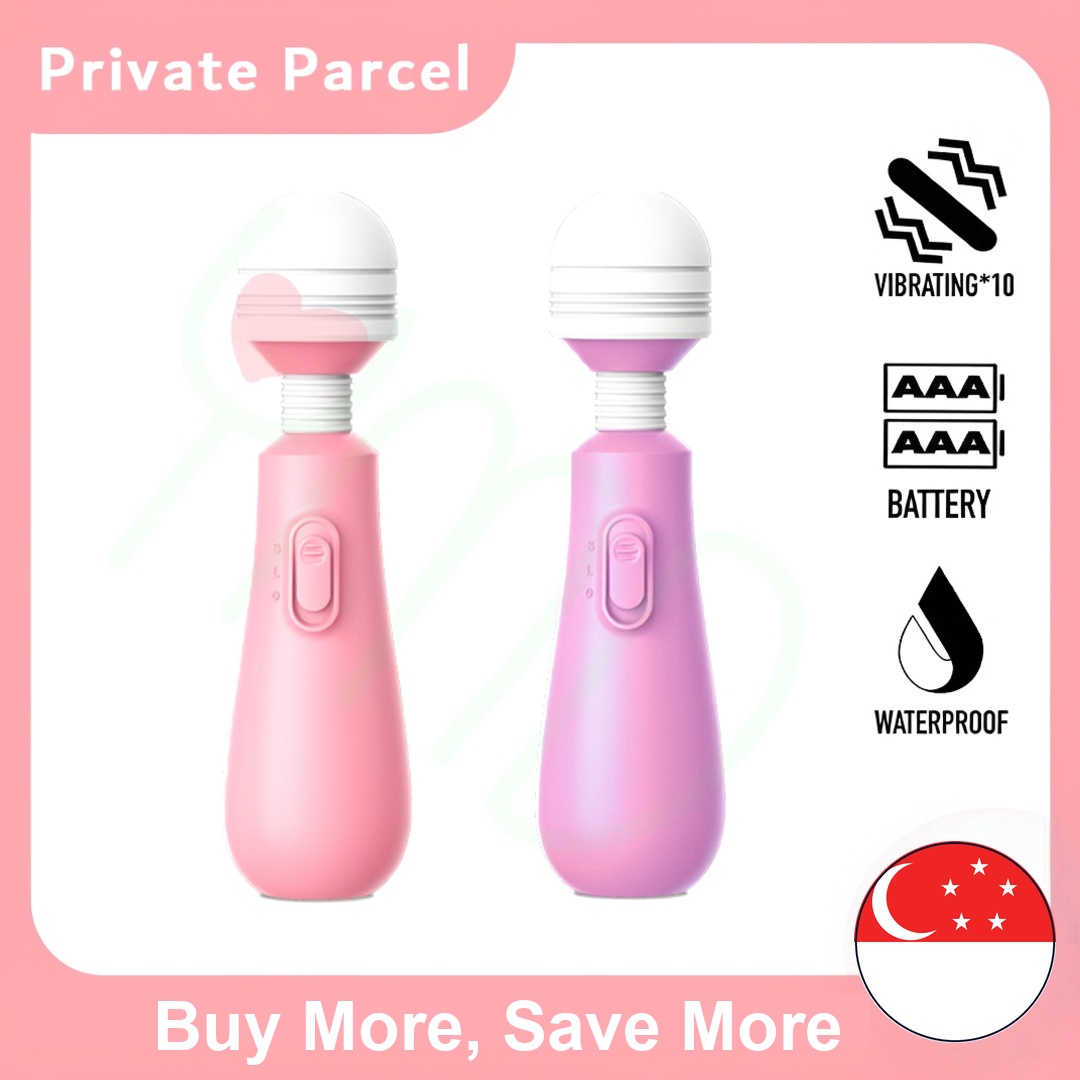 Private Parcel
VIBRATING*10
AAA
AAA
BATTERY
WATERPROOF
Buy More, Save More